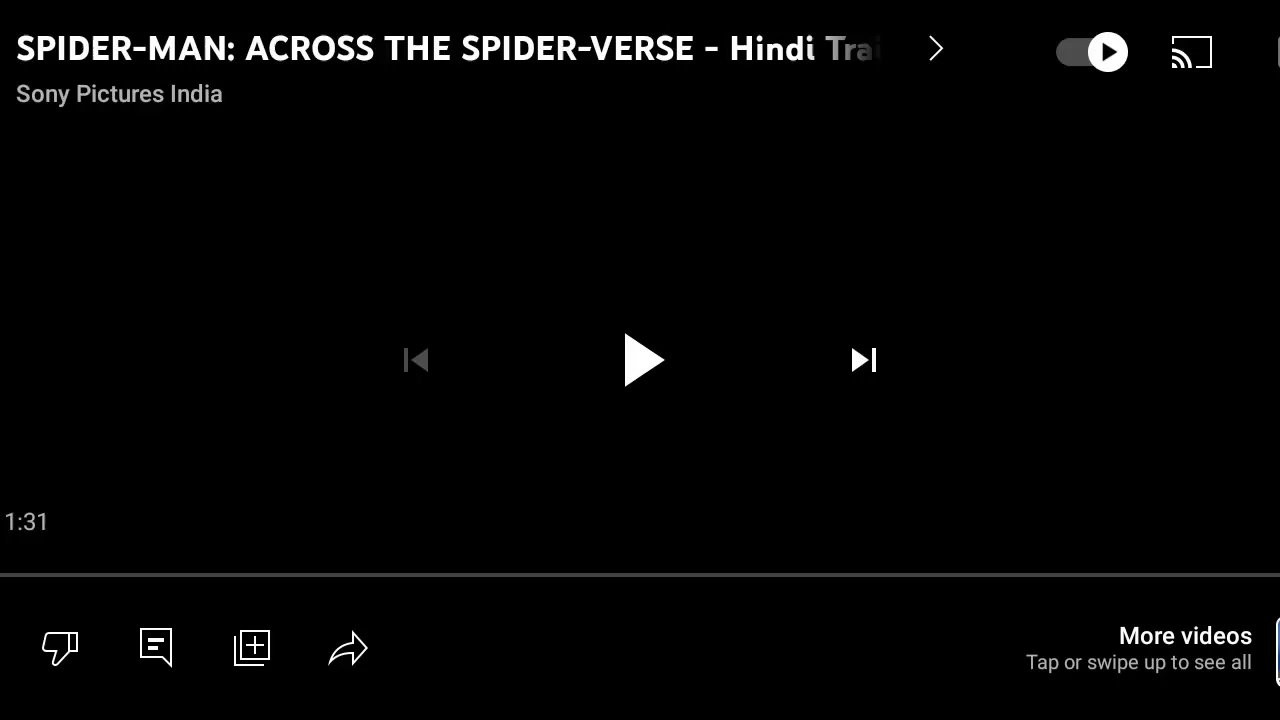 SPIDER-MAN: ACROSS THE SPIDER-VERSE - Hindi Trai
Sony Pictures India
1:31
More videos
Tap or swipe up to see all